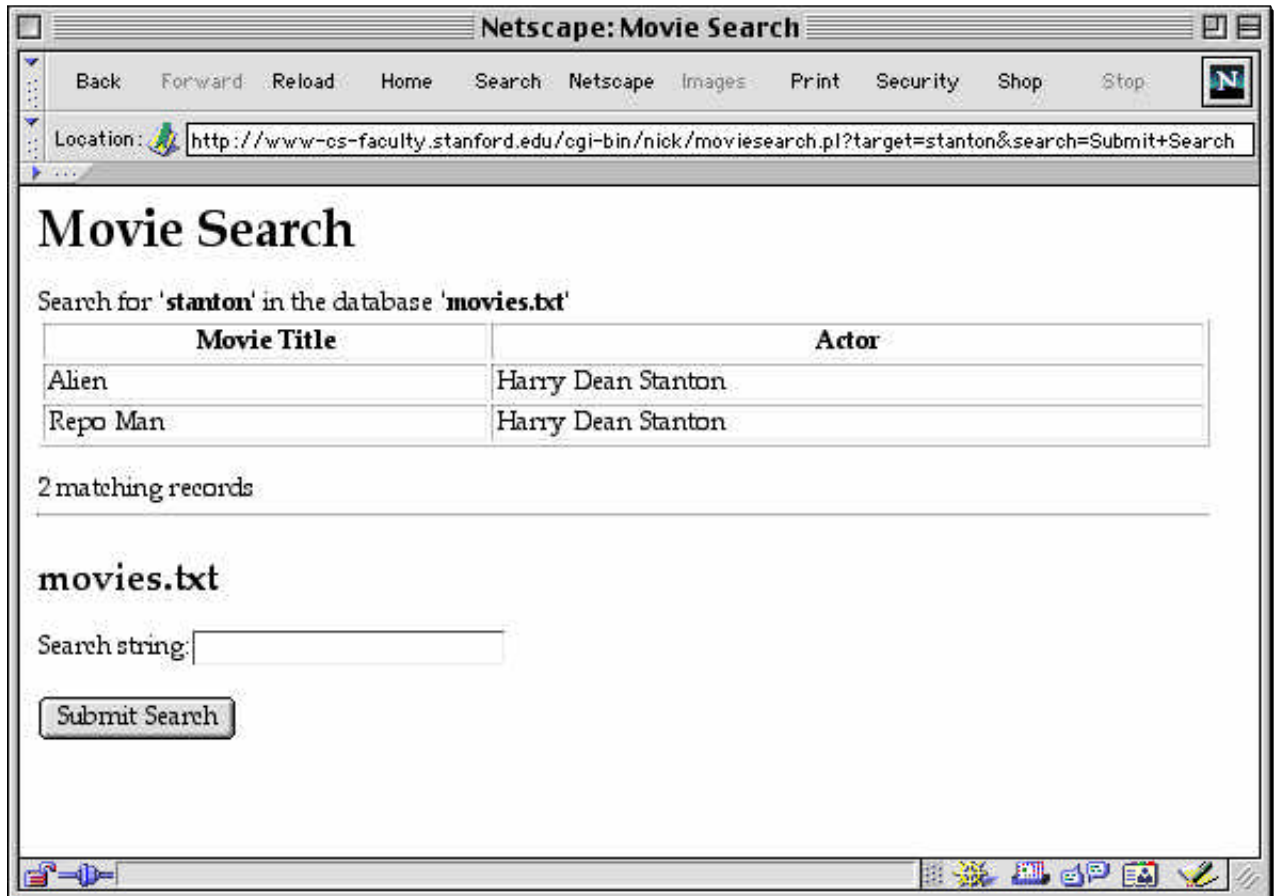 Netscape: Movie Search
Back Forward Reload Home Search Netscape Images Print Security Shop Stop N
Location: http://www-cs-faculty.stanford.edu/cgi-bin/nick/moviesearch.pl?target=stanton&search=Submit+Search
Movie Search
Search for 'stanton' in the database 'movies.txt'
Movie Title Actor
Alien Harry Dean Stanton
Repo Man Harry Dean Stanton
2 matching records
movies.txt
Search string:
Submit Search